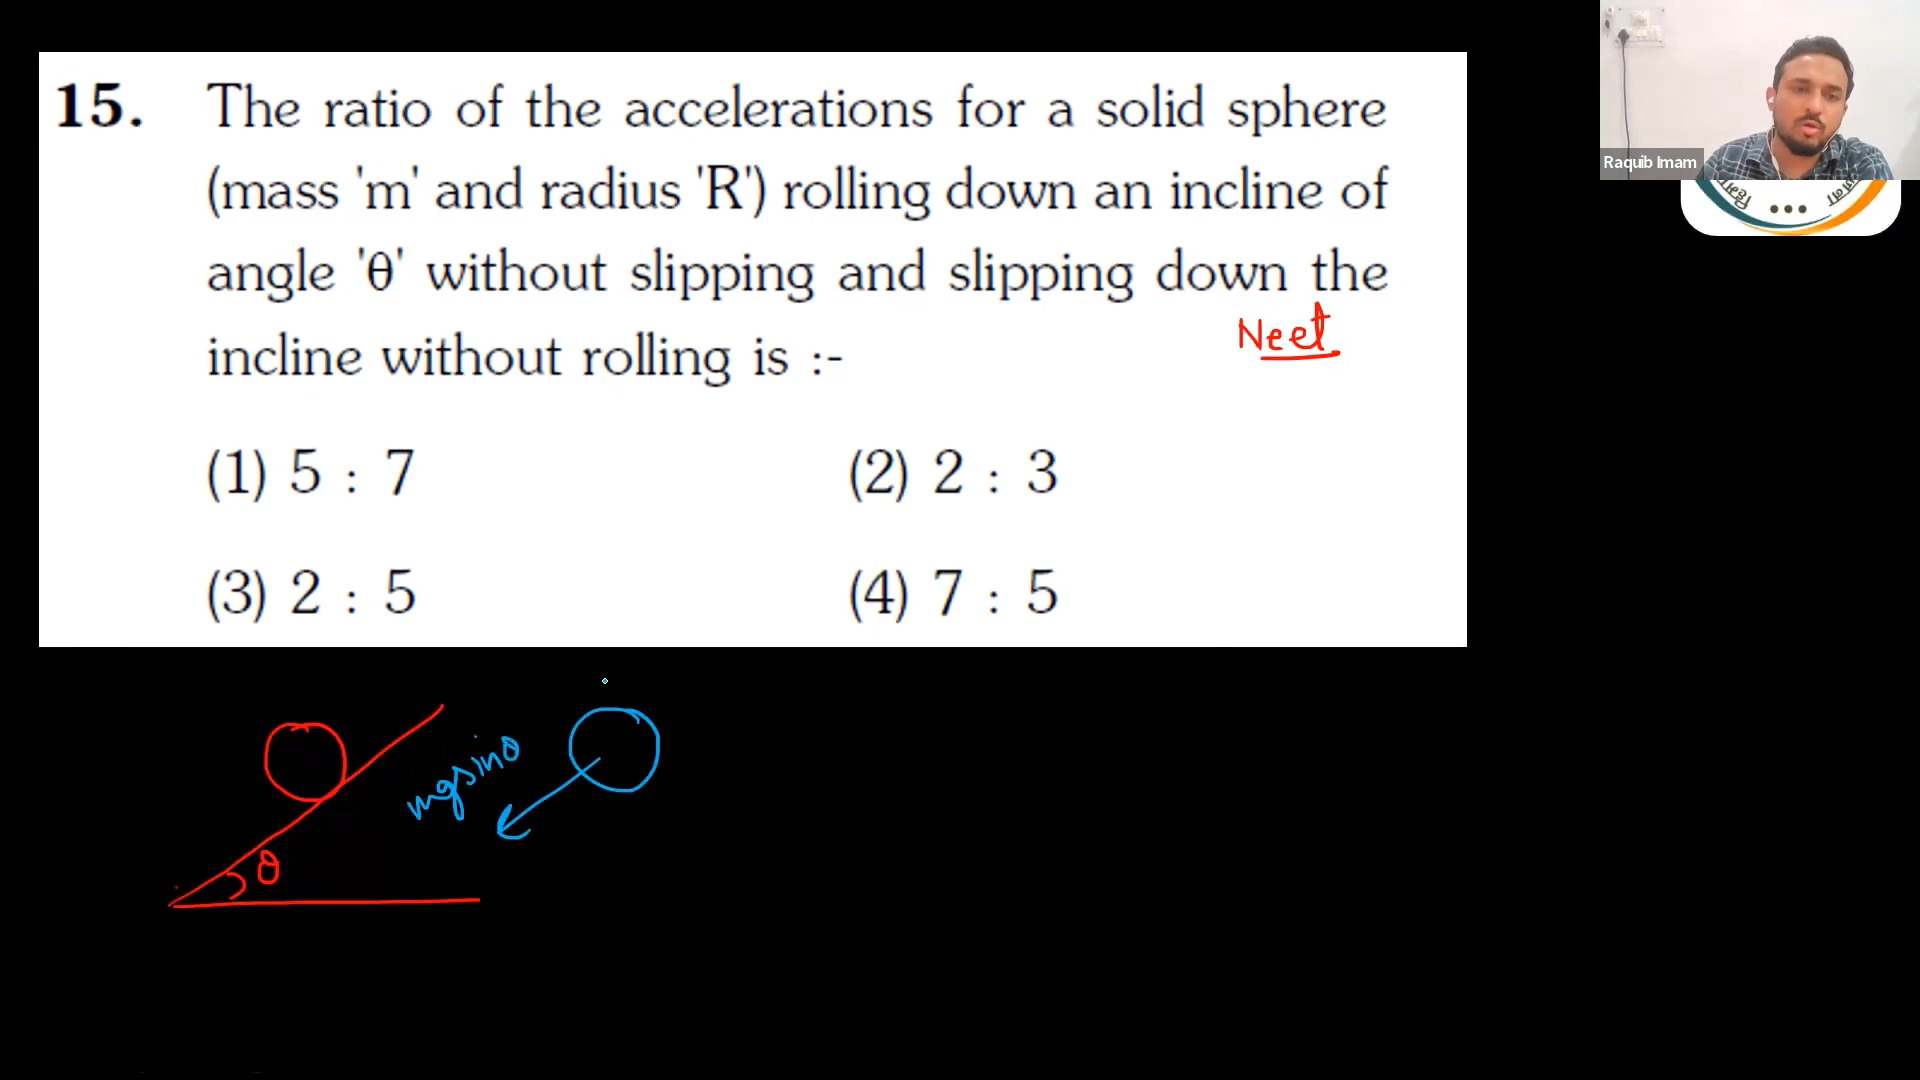 15. The ratio of the accelerations for a solid sphere
(mass 'm' and radius 'R') rolling down an incline of
angle 'θ' without slipping and slipping down the
incline without rolling is :-
Neet
(1) 5 : 7
(2) 2 : 3
(3) 2 : 5
(4) 7 : 5
mgsinθ
θ
Raquib Imam